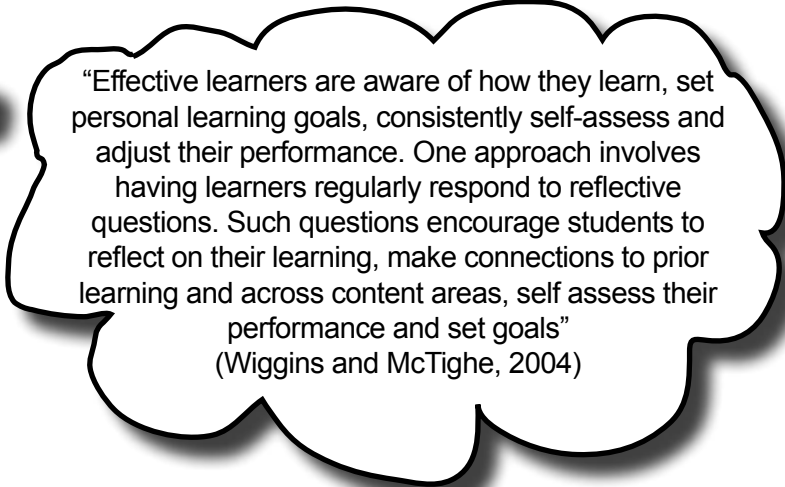 “Effective learners are aware of how they learn, set
personal learning goals, consistently self-assess and
adjust their performance. One approach involves
having learners regularly respond to reflective
questions. Such questions encourage students to
reflect on their learning, make connections to prior
learning and across content areas, self assess their
performance and set goals”
(Wiggins and McTighe, 2004)